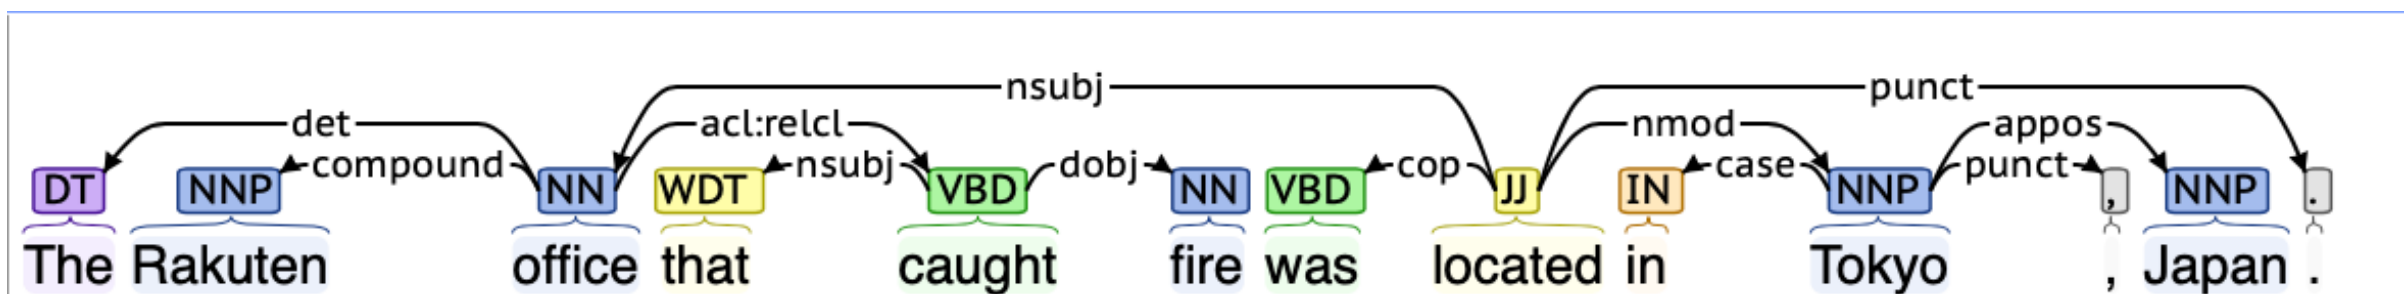 nsubj punct
det acl:relcl nmod appos
compound nsubj dobj cop case punct
DT NNP NN WDT VBD NN VBD JJ IN NNP , NNP .
The Rakuten office that caught fire was located in Tokyo , Japan .